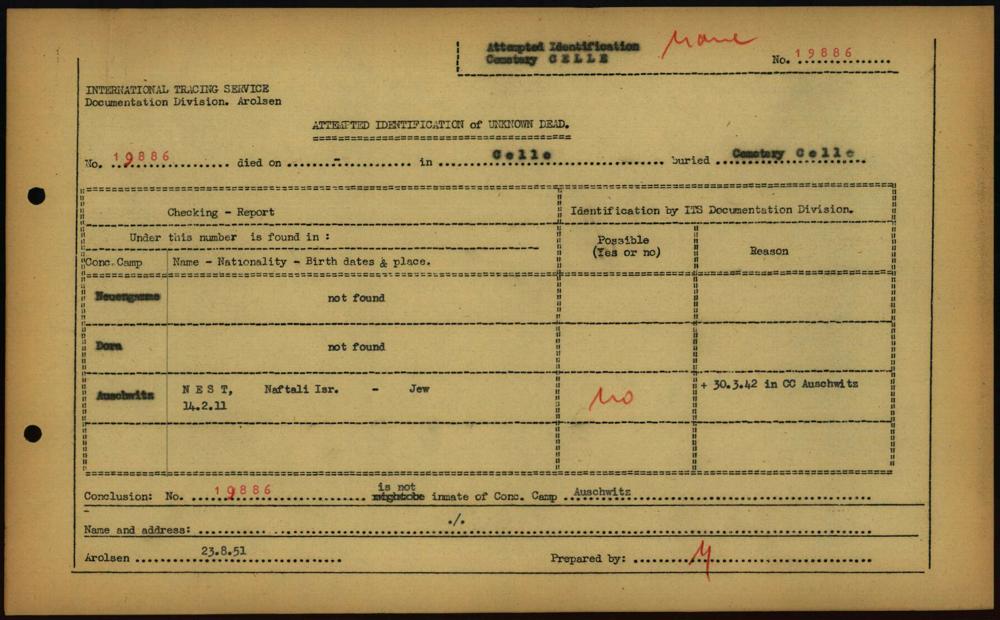 Attempted Identification
Cemetery CELLE
None
No. 19886
INTERNATIONAL TRACING SERVICE
Documentation Division. Arolsen
ATTEMPTED IDENTIFICATION of UNKNOWN DEAD.
No. 19886 died on - in Celle buried Cemetery Celle
Checking - Report
Identification by ITS Documentation Division.
Under this number is found in :
Possible
(Yes or no)
Reason
Conc.Camp
Name - Nationality - Birth dates & place.
Neuengamme not found
Dora not found
Auschwitz NEST, Naftali Isr. - Jew
14.2.11
no
+ 30.3.42 in CC Auschwitz
is not
Conclusion: No. 19886 inmate of Conc. Camp Auschwitz
Name and address: ./.
Arolsen 23.8.51 Prepared by: